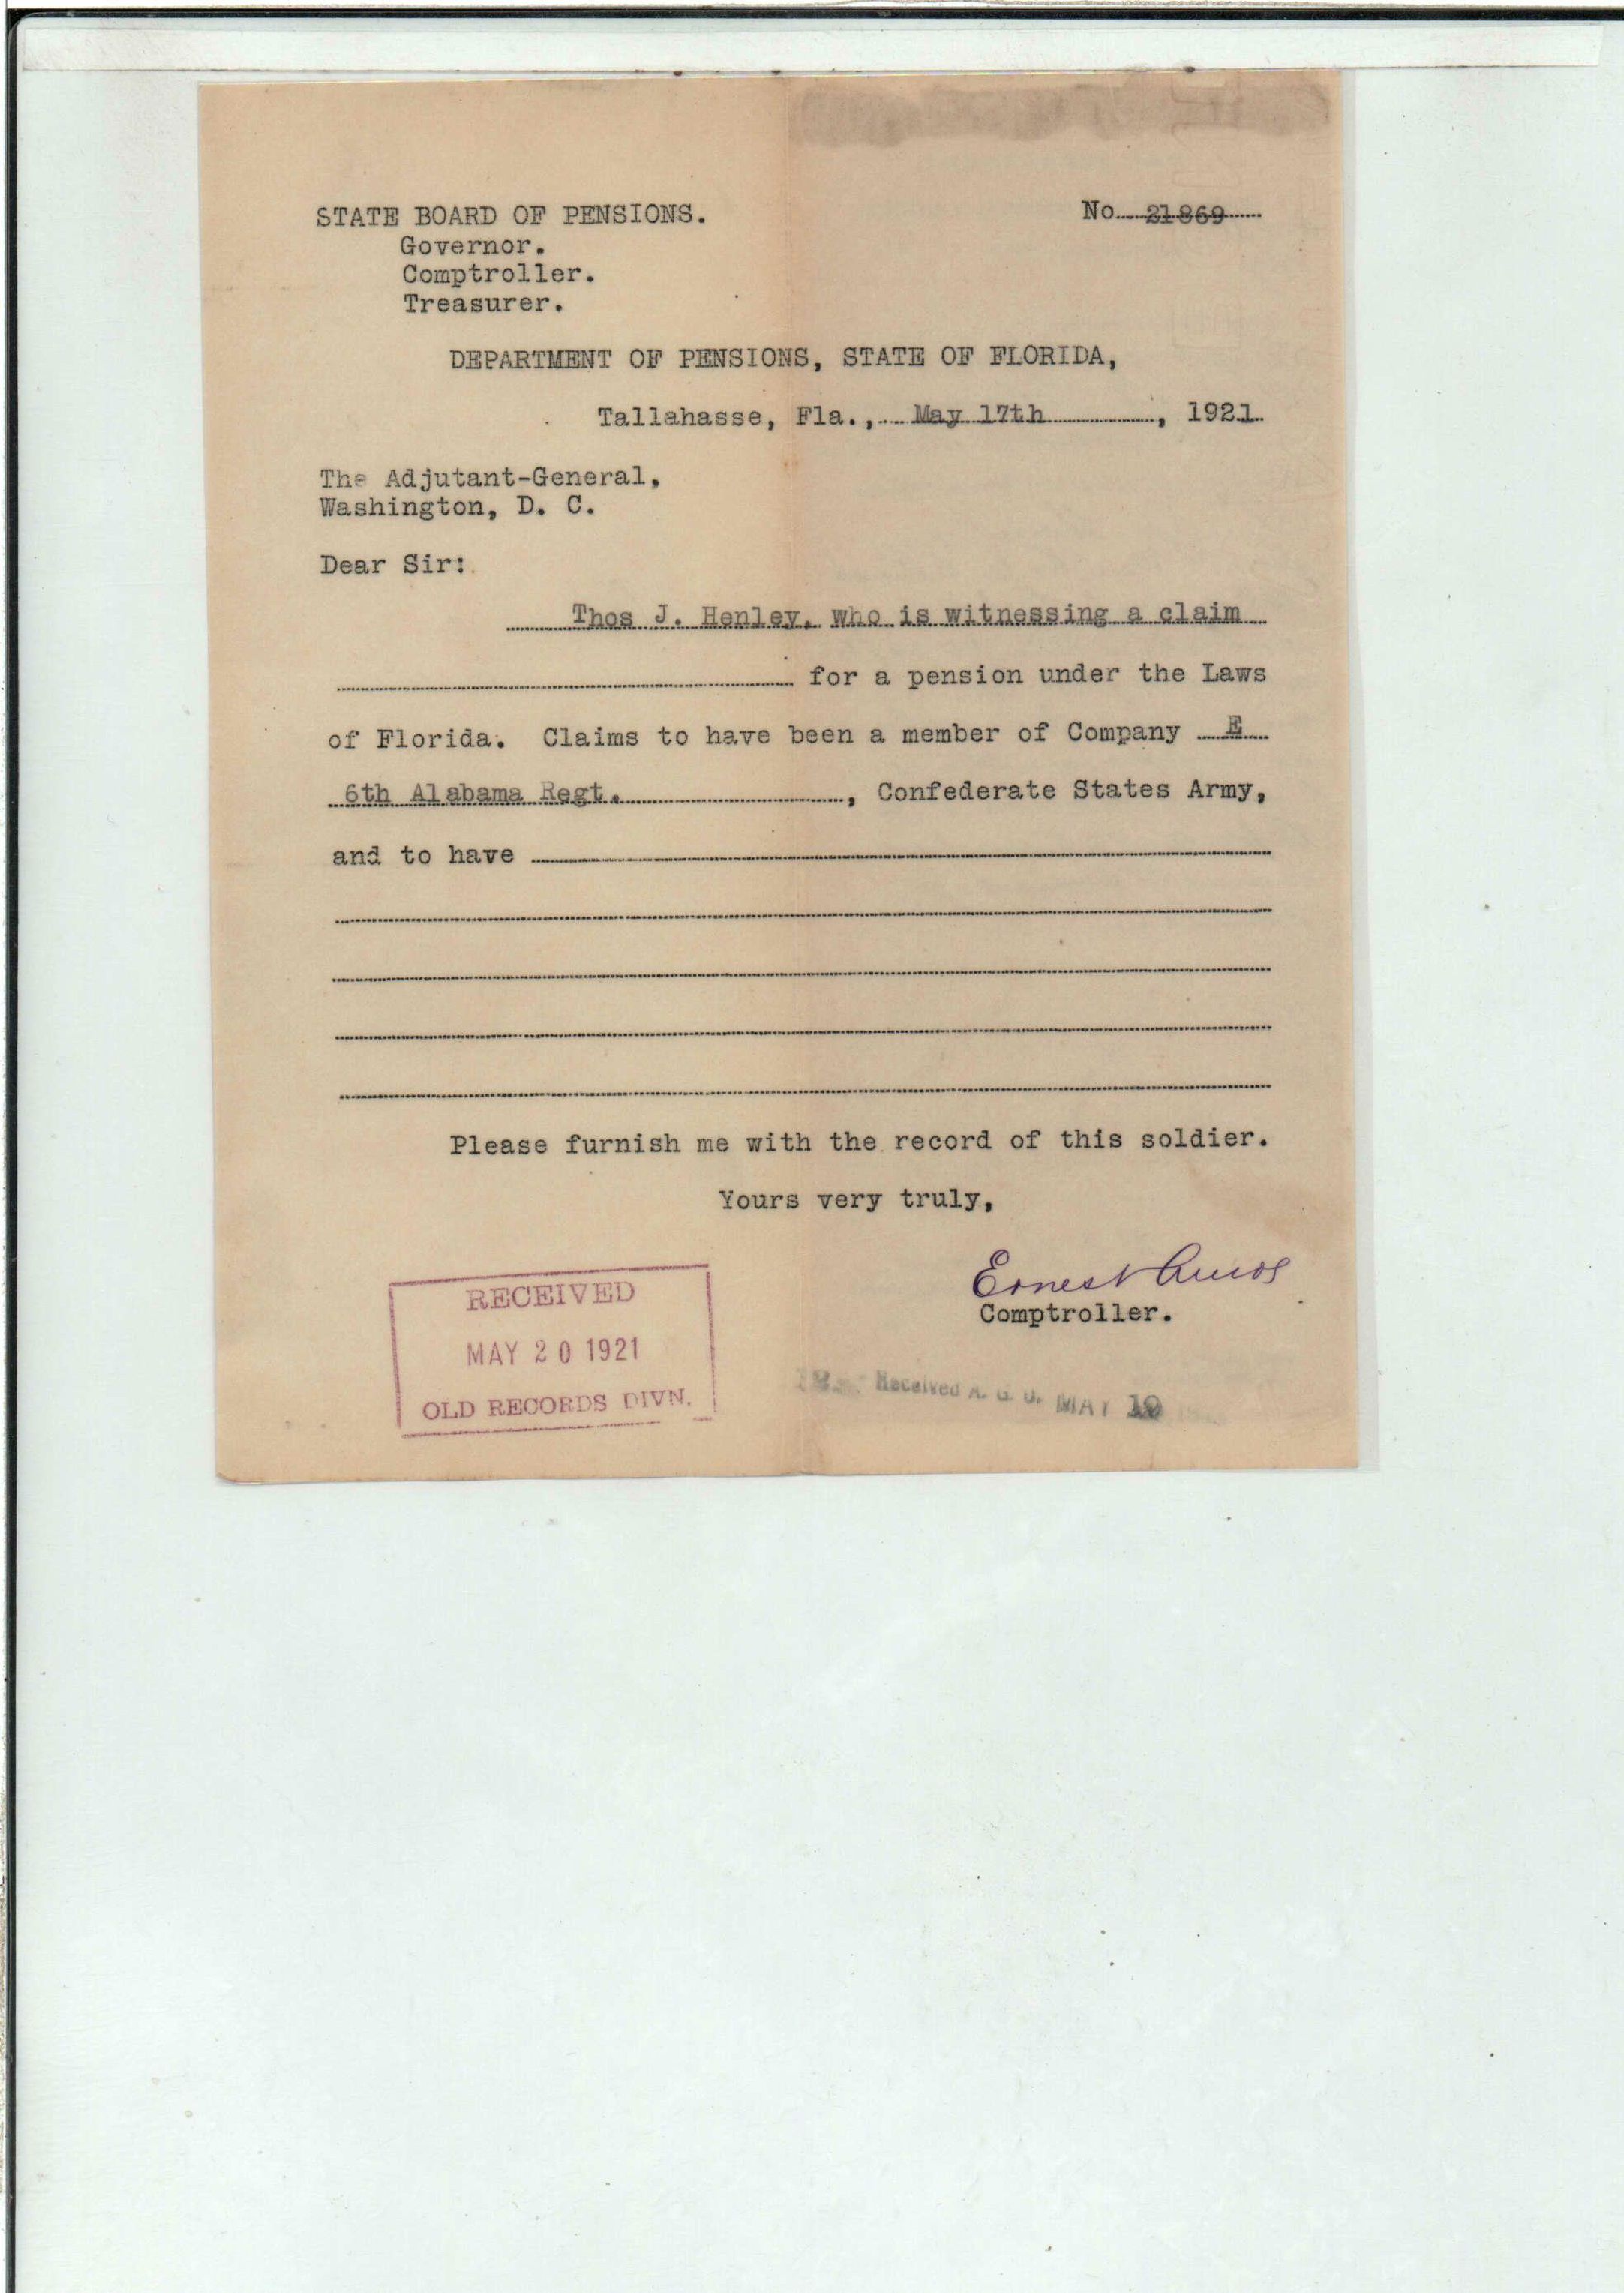 STATE BOARD OF PENSIONS.
No. 21869
Governor.
Comptroller.
Treasurer.
DEPARTMENT OF PENSIONS, STATE OF FLORIDA,
Tallahasse, Fla., May 17th, 1921
The Adjutant-General,
Washington, D. C.
Dear Sir:
Thos J. Henley, who is witnessing a claim
for a pension under the Laws
of Florida. Claims to have been a member of Company E
6th Alabama Regt. , Confederate States Army,
and to have
Please furnish me with the record of this soldier.
Yours very truly,
Ernest Amos
Comptroller.
RECEIVED
MAY 20 1921
OLD RECORDS DIVN.
Received A. G. O. MAY 19